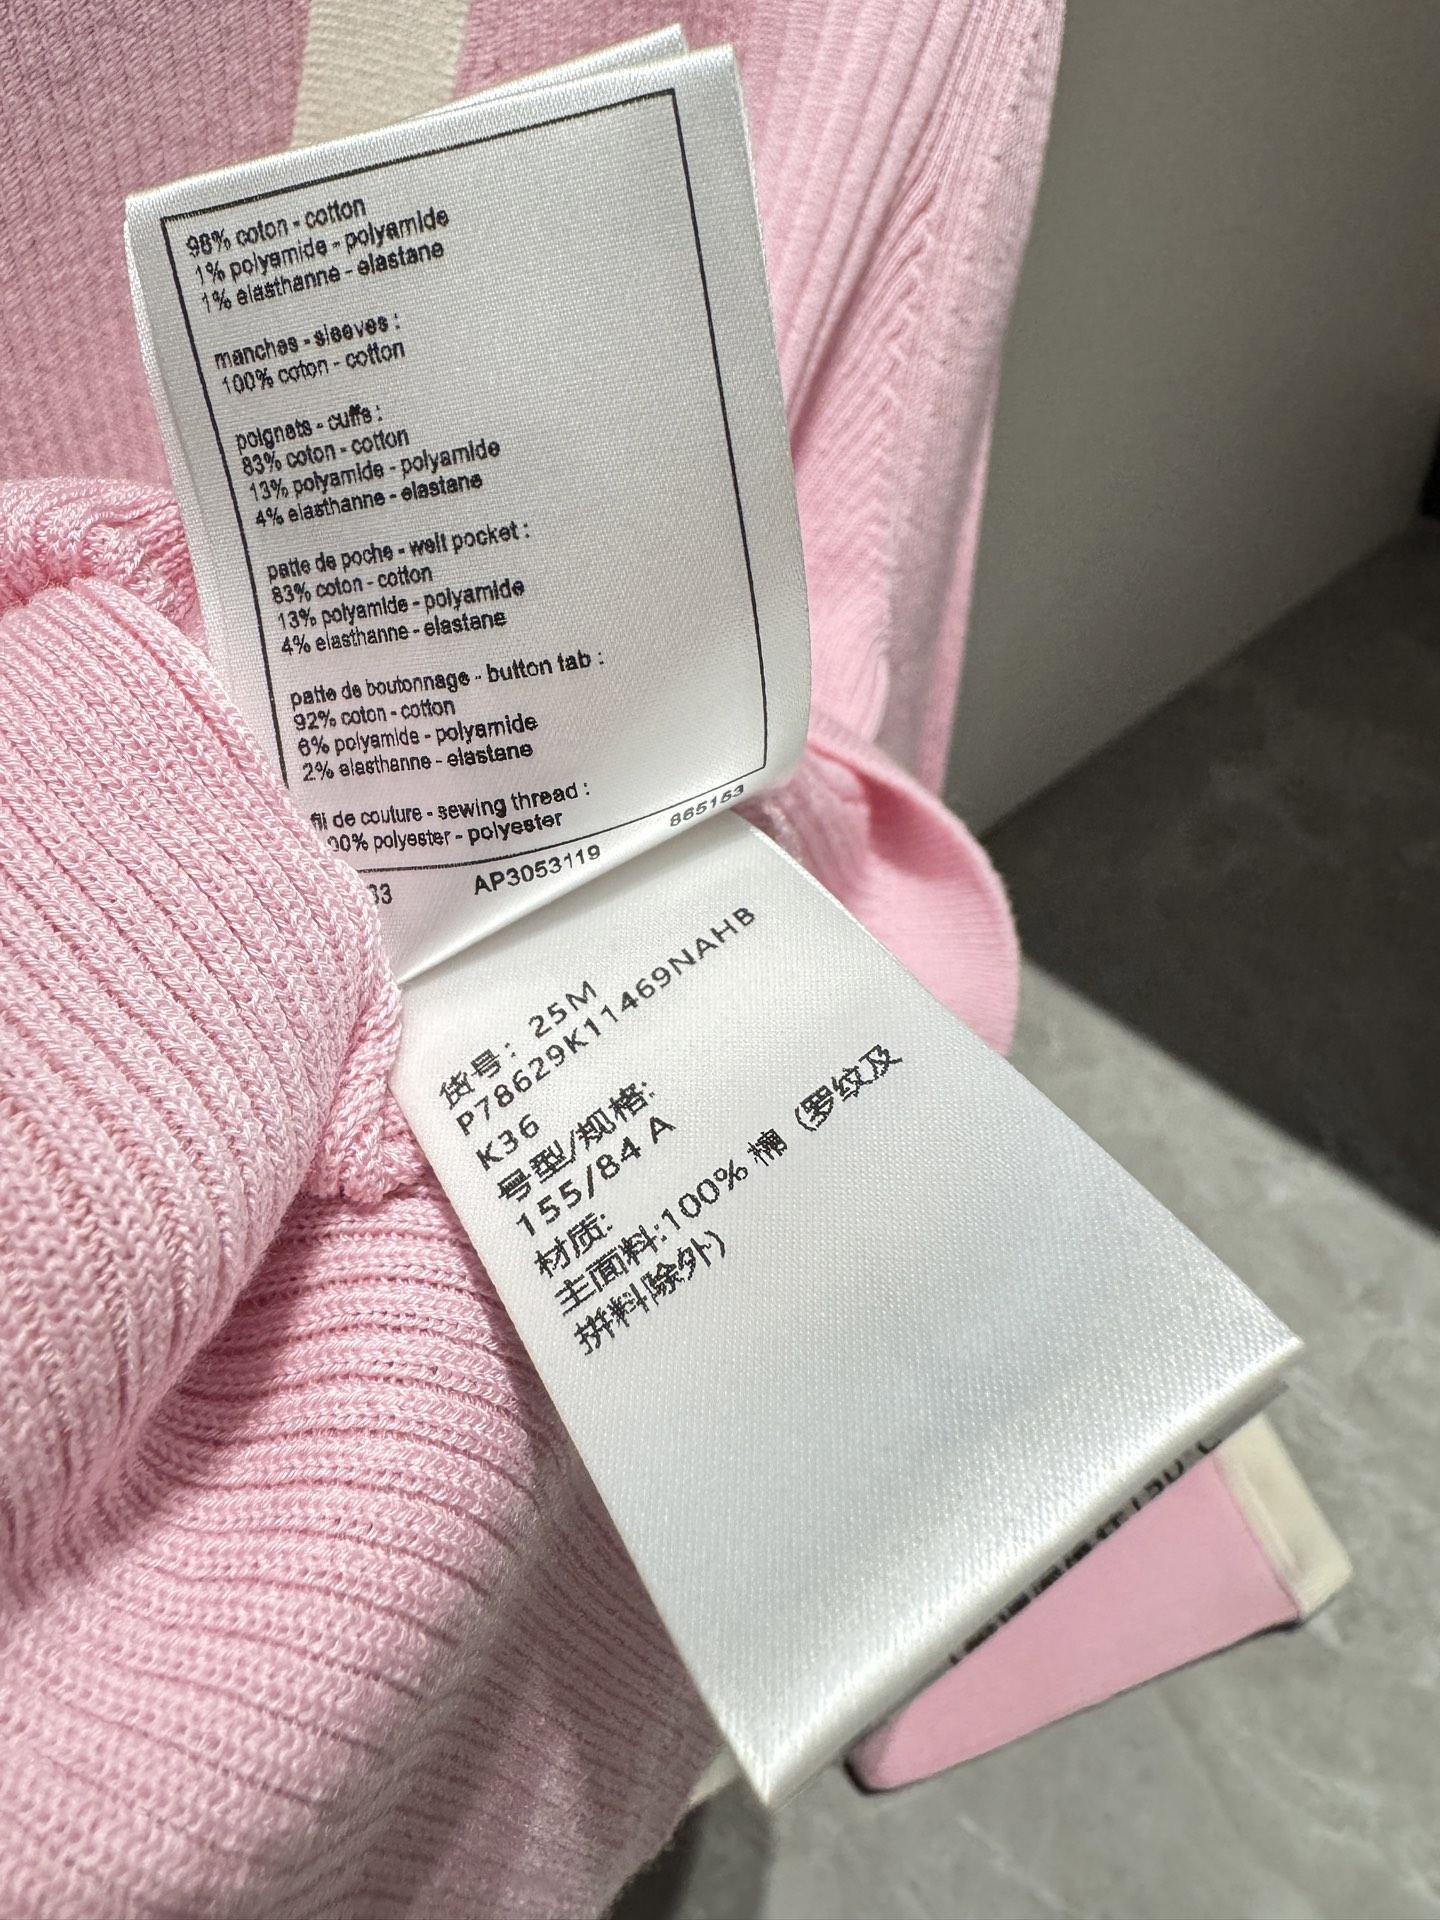 98% coton - cotton
1% polyamide - polyamide
1% elasthanne - elastane
manches - sleeves :
100% coton - cotton
poignets - cuffs :
83% coton - cotton
13% polyamide - polyamide
4% elasthanne - elastane
patte de poche - welt pocket :
83% coton - cotton
13% polyamide - polyamide
4% elasthanne - elastane
patte de boutonnage - button tab :
92% coton - cotton
6% polyamide - polyamide
2% elasthanne - elastane
fil de couture - sewing thread :
00% polyester - polyester
33 AP3053119 865153
货号: 25M
P78629K11469NAHB
K36
号型/规格:
155/84 A
材质:
主面料:100% 棉 (罗纹及
拼料除外)